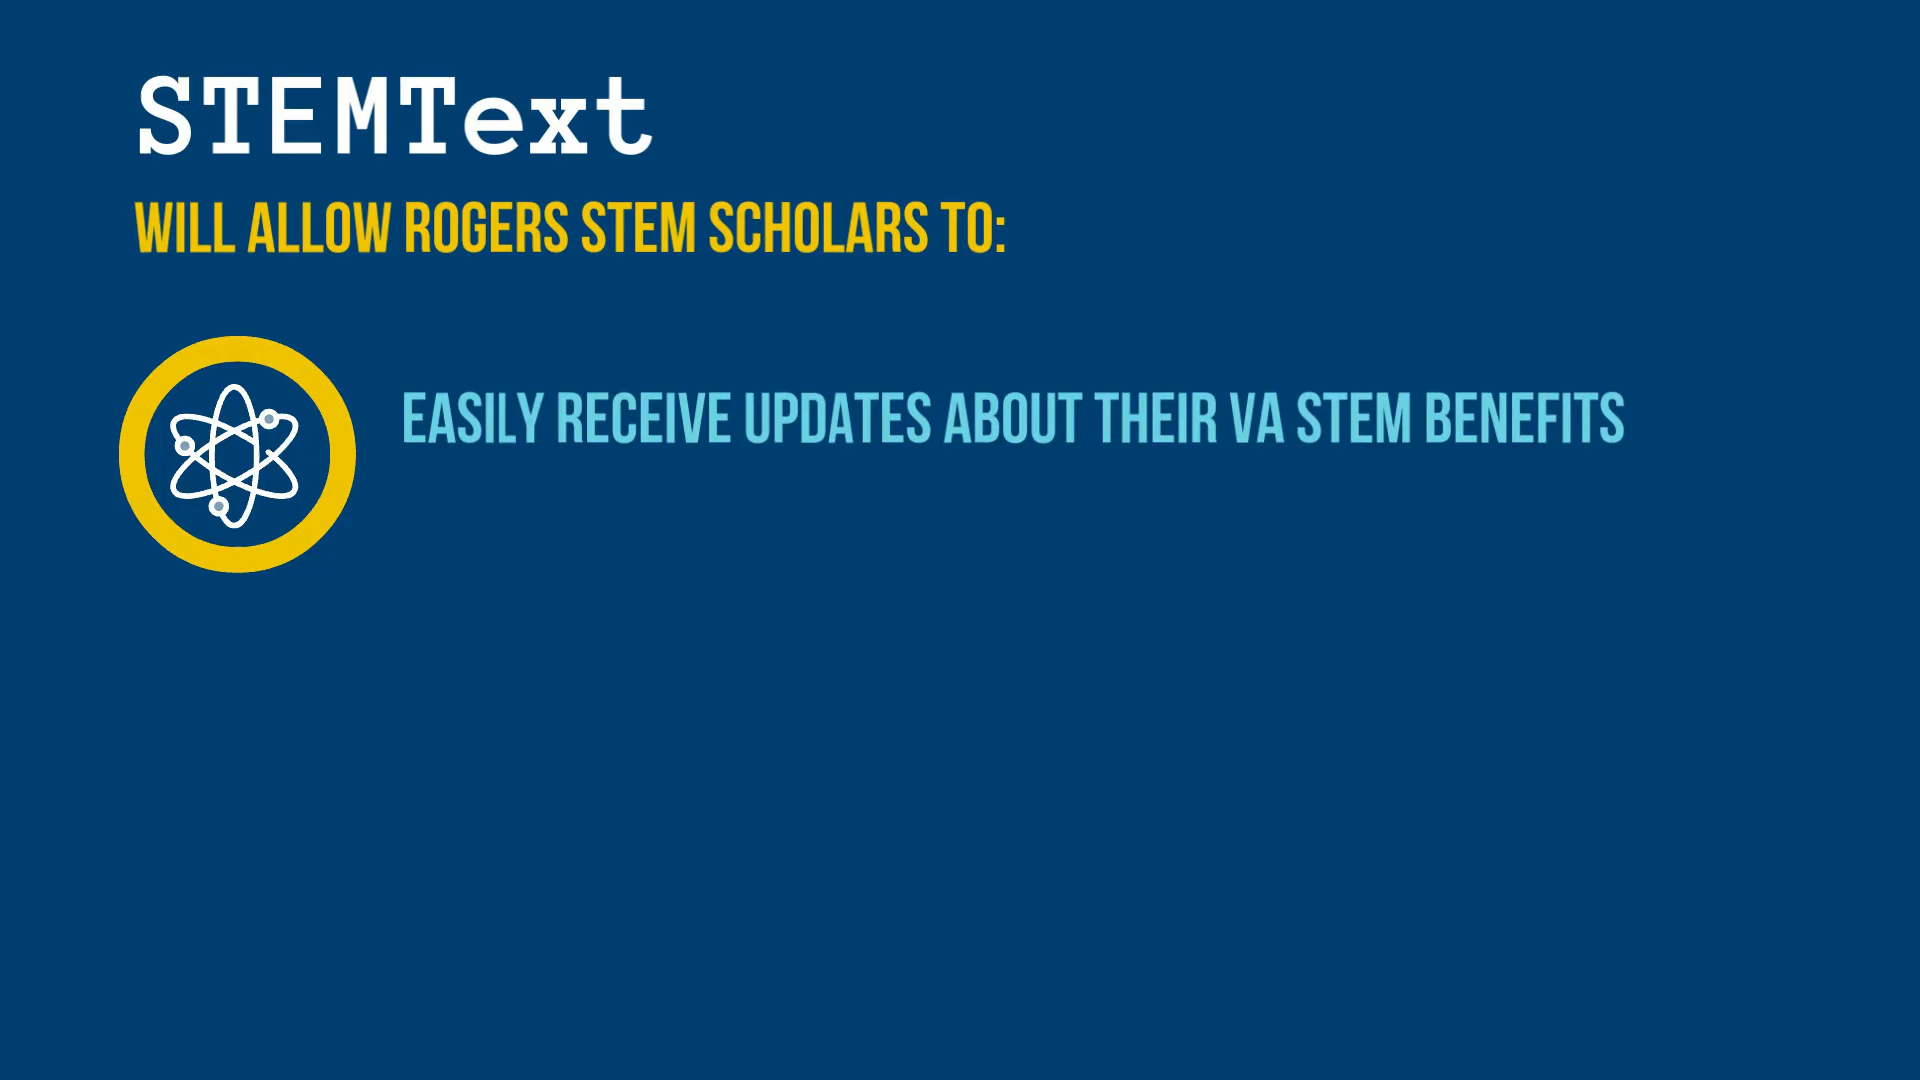 STEMText
WILL ALLOW ROGERS STEM SCHOLARS TO:
EASILY RECEIVE UPDATES ABOUT THEIR VA STEM BENEFITS